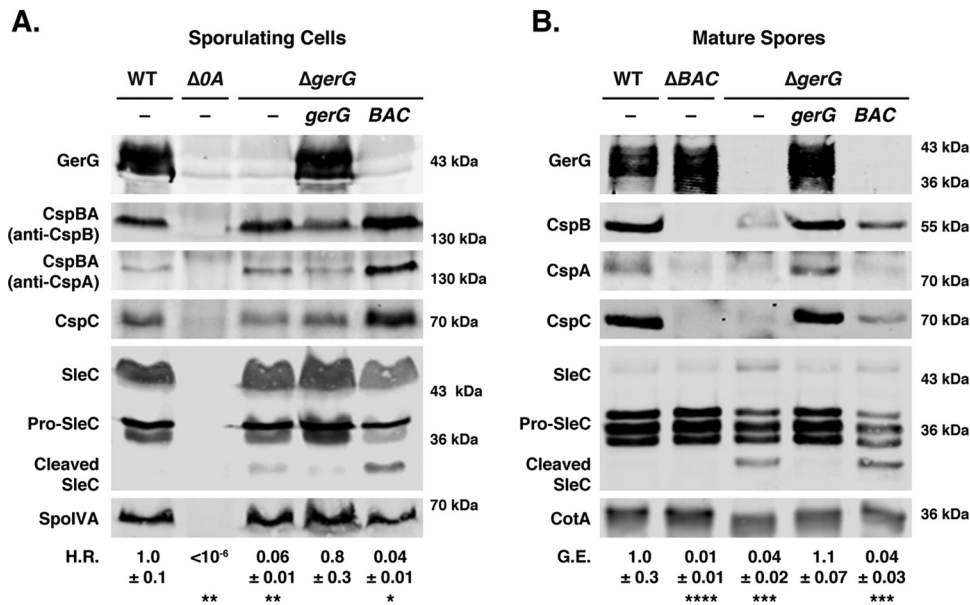 A.
Sporulating Cells
WT Δ0A ΔgerG
– – – gerG BAC
GerG 43 kDa
CspBA
(anti-CspB) 130 kDa
CspBA
(anti-CspA) 130 kDa
CspC 70 kDa
SleC
43 kDa
Pro-SleC
36 kDa
Cleaved
SleC
70 kDa
SpoIVA
H.R. 1.0 <10-6 0.06 0.8 0.04
± 0.1 ± 0.01 ± 0.3 ± 0.01
** ** *
B.
Mature Spores
WT ΔBAC ΔgerG
– – – gerG BAC
43 kDa
GerG
36 kDa
CspB 55 kDa
CspA
70 kDa
CspC 70 kDa
SleC
43 kDa
Pro-SleC 36 kDa
Cleaved
SleC
CotA 36 kDa
G.E. 1.0 0.01 0.04 1.1 0.04
± 0.3 ± 0.01 ± 0.02 ± 0.07 ± 0.03
**** *** ***